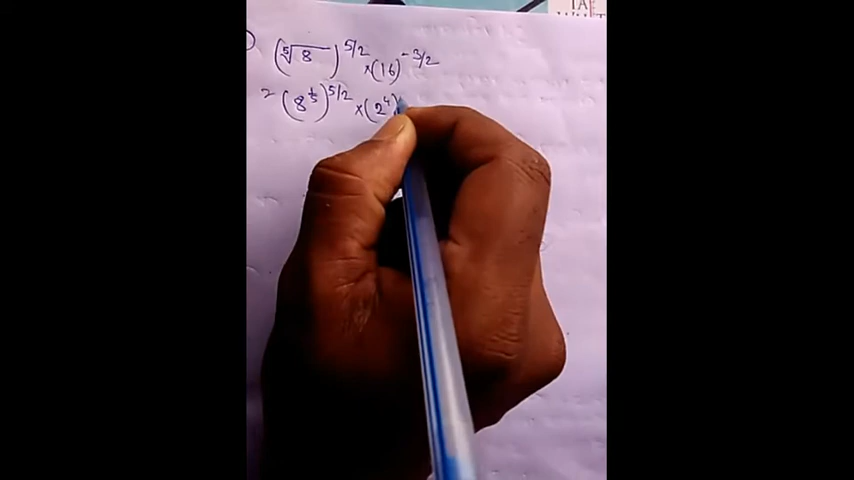 (⁵√8)^5/2 × (16)^-3/2
= (8^1/5)^5/2 × (2^4)